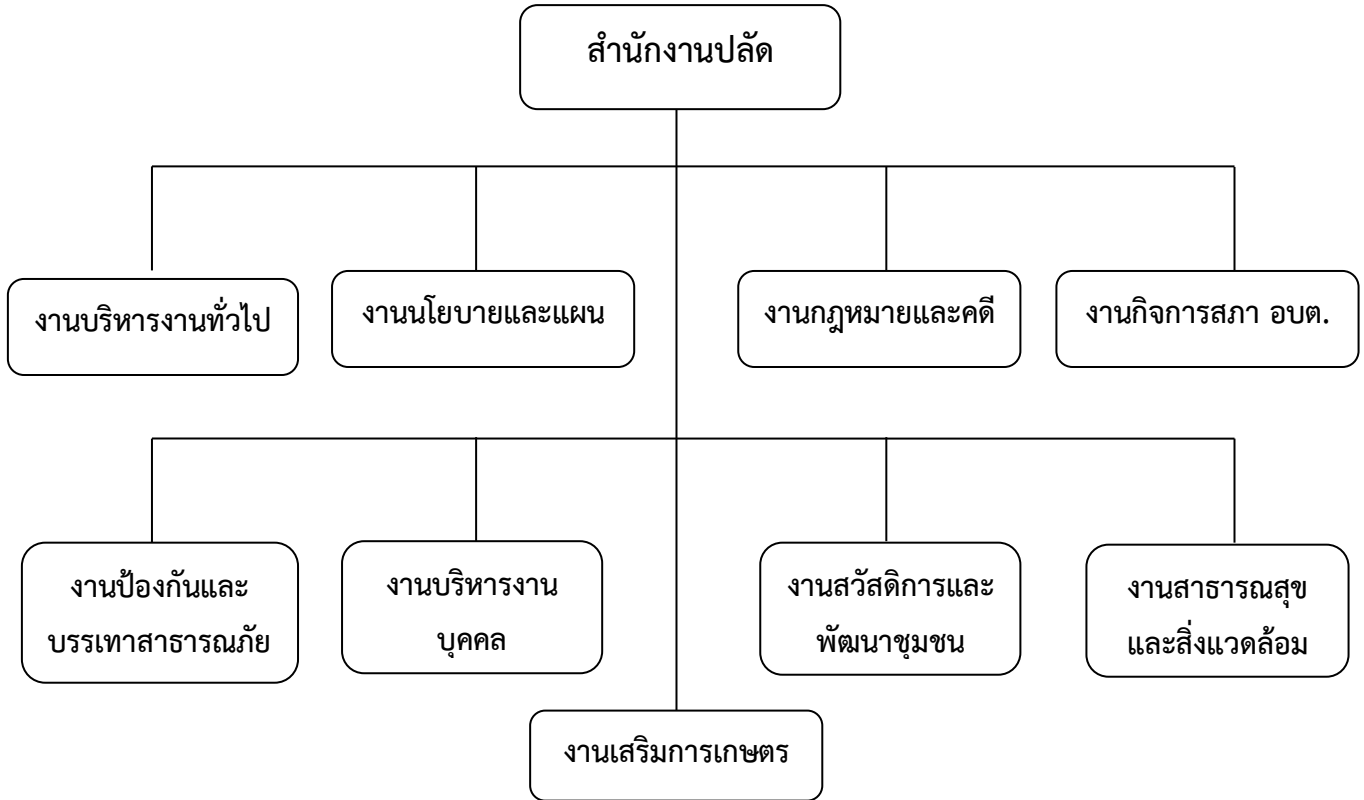 สำนักงานปลัด
งานบริหารงานทั่วไป
งานนโยบายและแผน
งานกฎหมายและคดี
งานกิจการสภา อบต.
งานป้องกันและ
บรรเทาสาธารณภัย
งานบริหารงาน
บุคคล
งานสวัสดิการและ
พัฒนาชุมชน
งานสาธารณสุข
และสิ่งแวดล้อม
งานเสริมการเกษตร